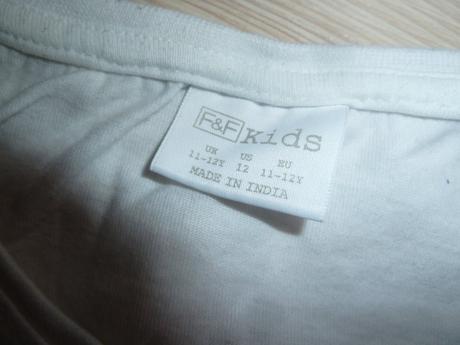 F&F Kids
UK US EU
11-12Y 12 11-12Y
MADE IN INDIA